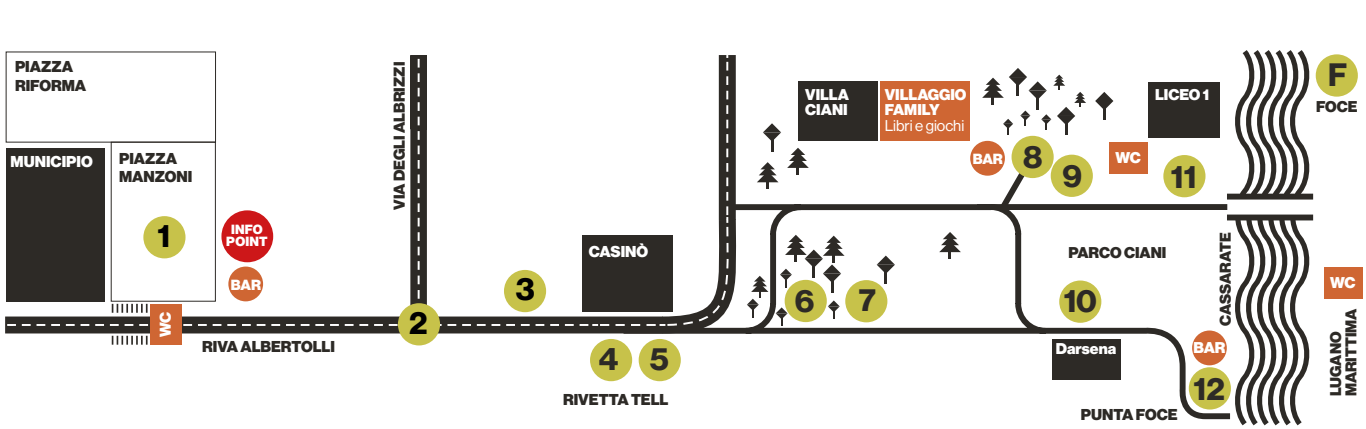 PIAZZA
RIFORMA
MUNICIPIO
PIAZZA
MANZONI
1
INFO
POINT
BAR
WC
RIVA ALBERTOLLI
VIA DEGLI ALBRIZZI
2
3
CASINÒ
4
5
RIVETTA TELL
VILLA
CIANI
VILLAGGIO
FAMILY
Libri e giochi
BAR
8
9
WC
LICEO 1
11
F
FOCE
6
7
PARCO CIANI
10
Darsena
CASSARATE
BAR
12
PUNTA FOCE
WC
LUGANO
MARITTIMA